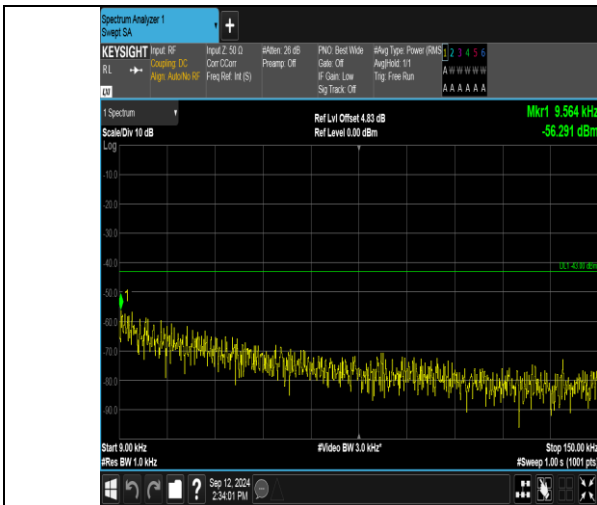 Spectrum Analyzer 1
Swept SA
KEYSIGHT Input: RF Input Z: 50 Ω #Atten: 26 dB PNO: Best Wide #Avg Type: Power (RMS 1 2 3 4 5 6
RL Coupling: DC Corr CCorr Preamp: Off Gate: Off Avg|Hold: 1/1 A W W W W W
Align: Auto/No RF Freq Ref: Int (S) IF Gain: Low Trig: Free Run
LXI Sig Track: Off A A A A A A
1 Spectrum Ref Lvl Offset 4.83 dB Mkr1 9.564 kHz
Scale/Div 10 dB Ref Level 0.00 dBm -56.291 dBm
Log
-10.0
-20.0
-30.0
-40.0
DL1 -43.00 dBm
1
-50.0
-60.0
-70.0
-80.0
-90.0
Start 9.00 kHz #Video BW 3.0 kHz* Stop 150.00 kHz
#Res BW 1.0 kHz #Sweep 1.00 s (1001 pts)
? Sep 12, 2024
2:34:01 PM